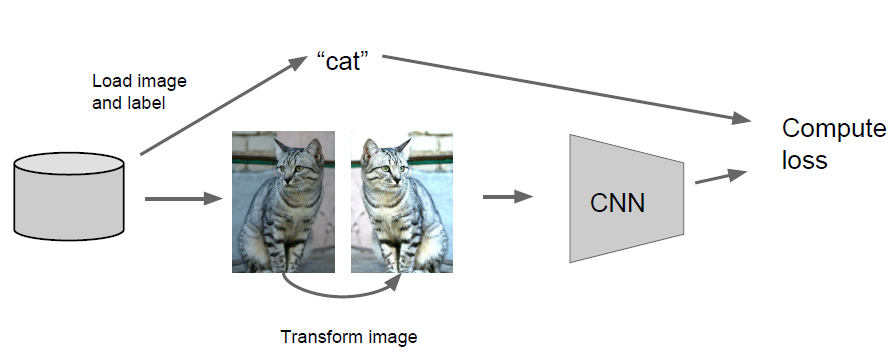 Load image
and label
“cat”
Compute
loss
CNN
Transform image